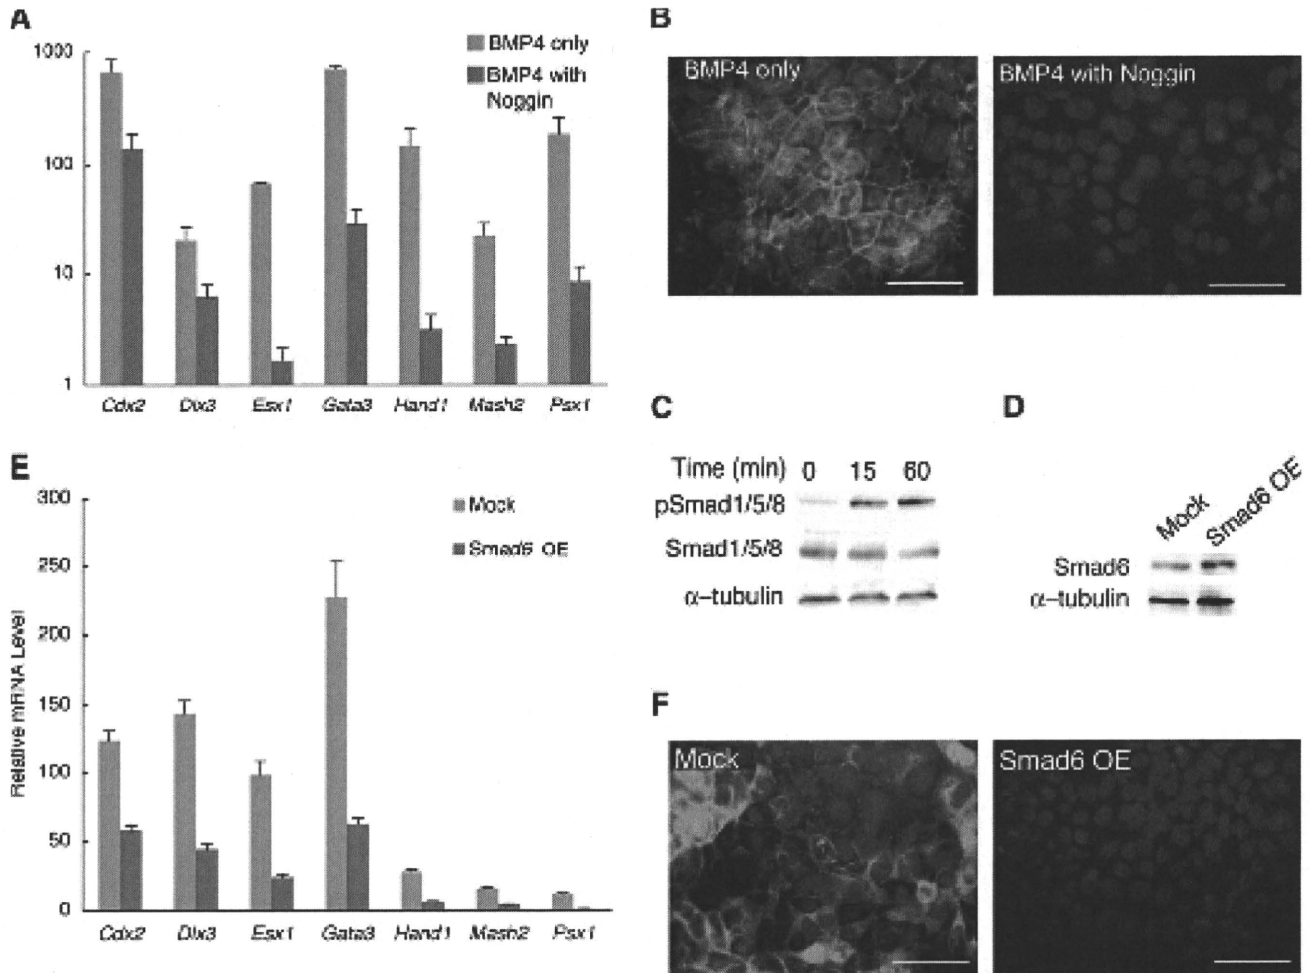 A
1000
100
10
1
BMP4 only
BMP4 with
Noggin
Cdx2 Dlx3 Esx1 Gata3 Hand1 Mash2 Psx1
B
BMP4 only
BMP4 with Noggin
C
Time (min) 0 15 60
pSmad1/5/8
Smad1/5/8
α-tubulin
D
Mock
Smad6 OE
Smad6
α-tubulin
E
Relative mRNA Level
300
250
200
150
100
50
0
Mock
Smad6 OE
Cdx2 Dlx3 Esx1 Gata3 Hand1 Mash2 Psx1
F
Mock
Smad6 OE